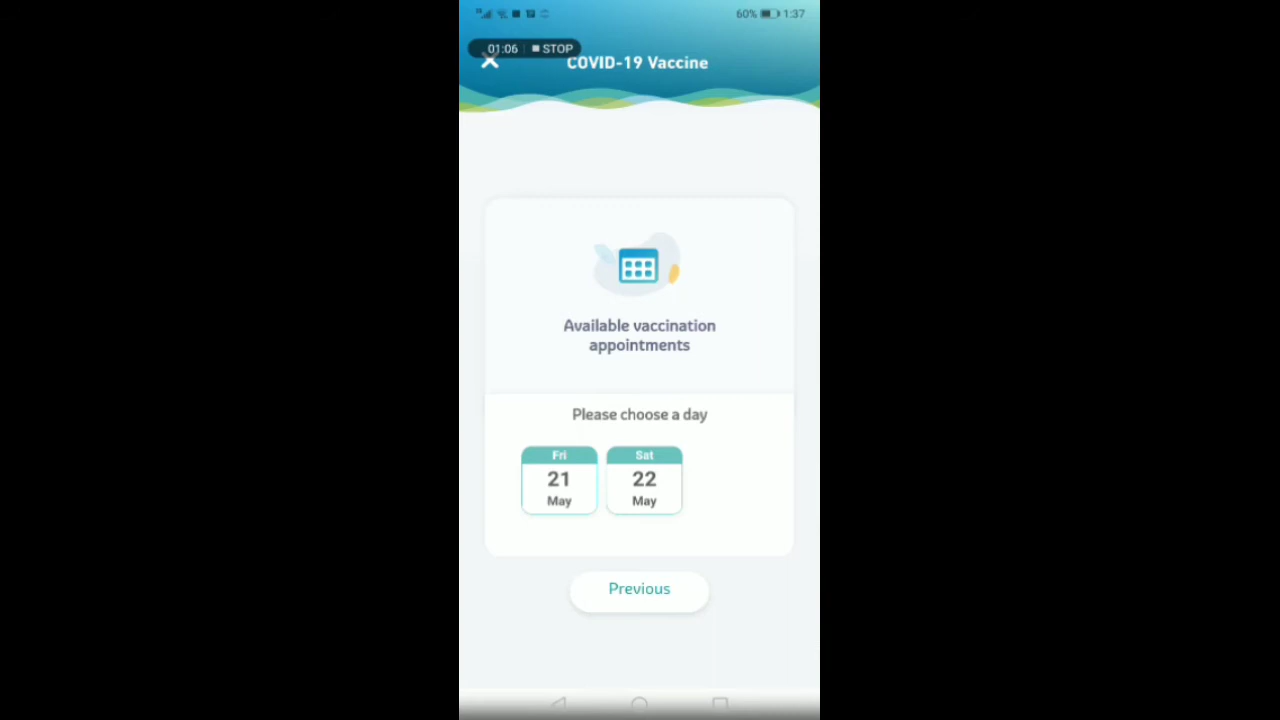 60% 1:37
01:06 STOP
COVID-19 Vaccine
Available vaccination
appointments
Please choose a day
Fri Sat
21 22
May May
Previous